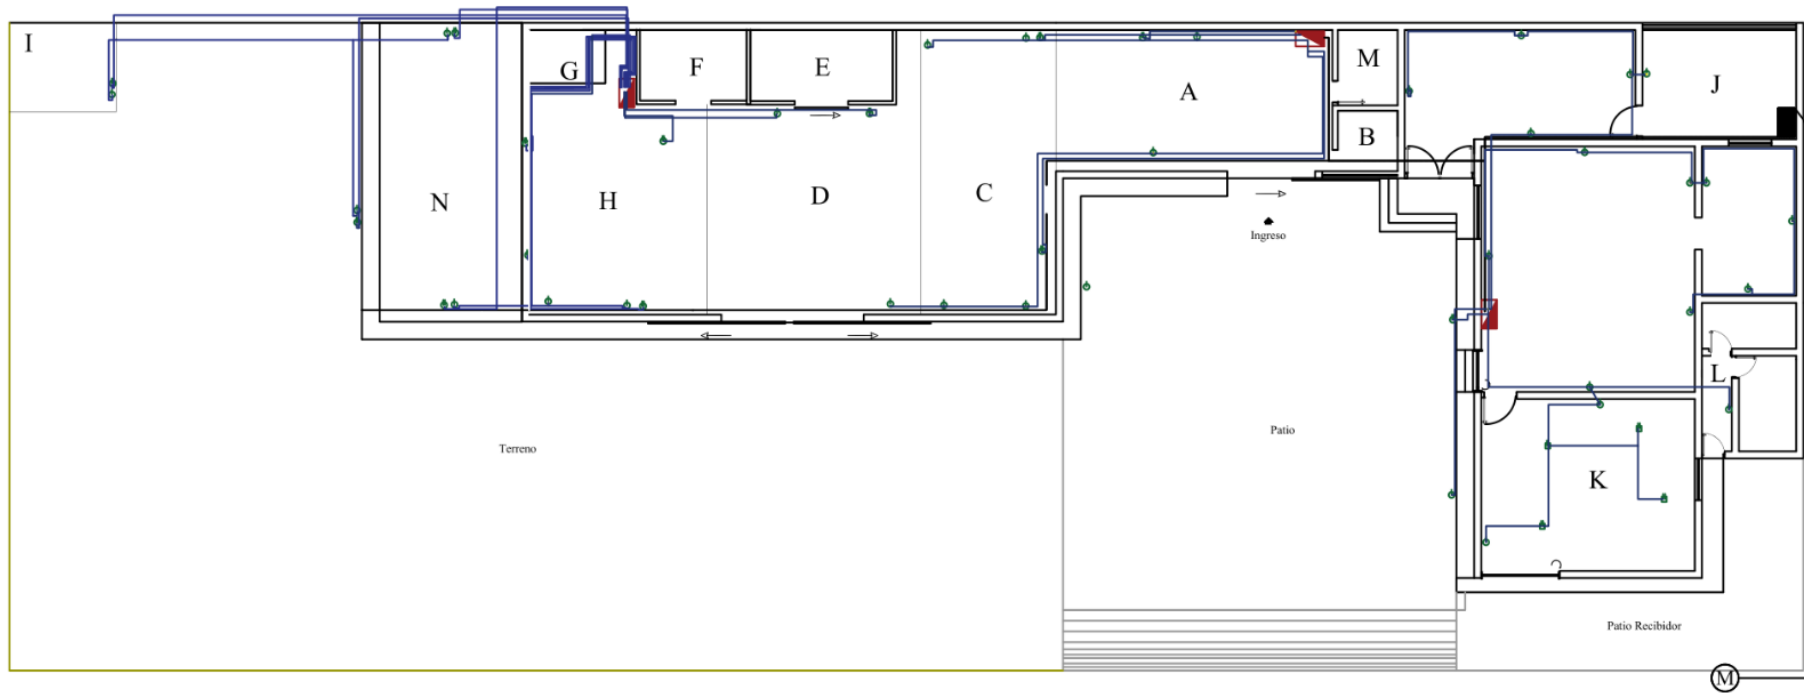 I
G
F
E
A
M
J
B
N
H
D
C
Ingreso
L
Terreno
Patio
K
Patio Recibidor
M